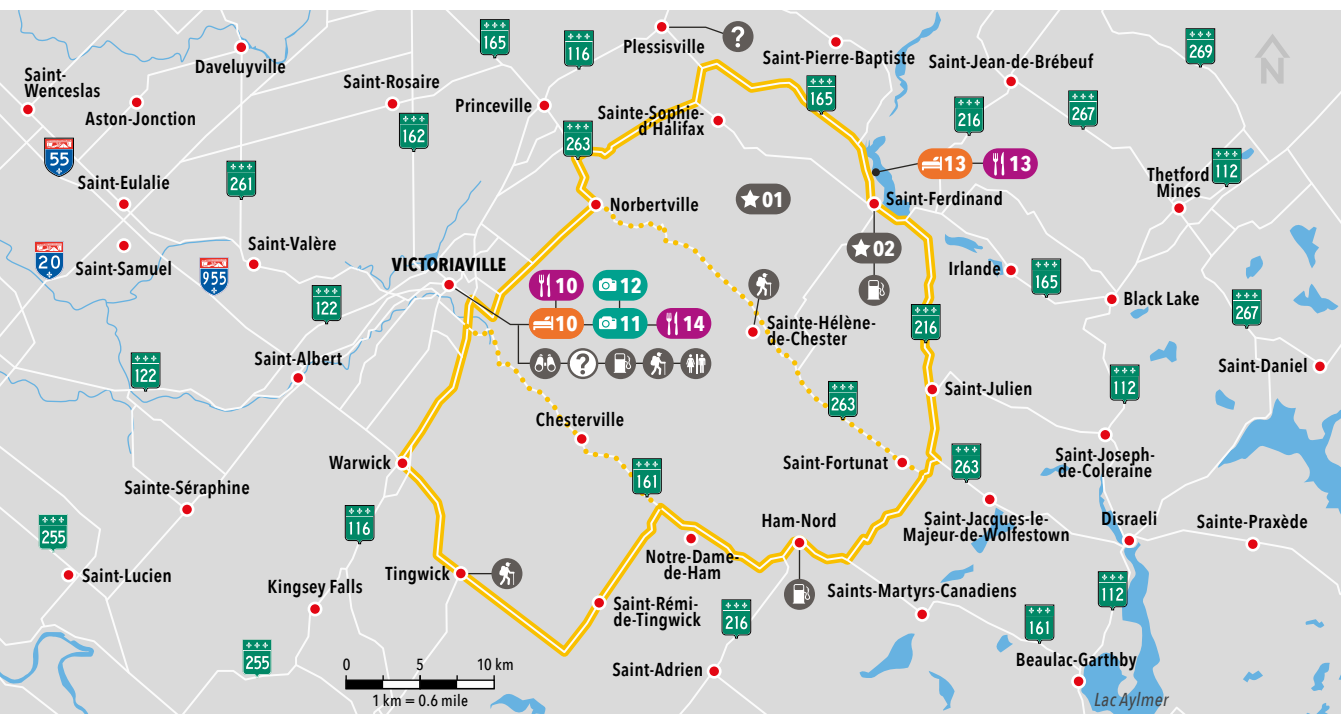 165
116
Plessisville
?
Saint-Pierre-Baptiste
269
N
Daveluyville
Saint-
Wenceslas
Aston-Jonction
Saint-Rosaire
Princeville
162
263
Sainte-Sophie-
d'Halifax
165
Saint-Jean-de-Brébeuf
216
267
55
Saint-Eulalie
261
Norbertville
01
13
13
Saint-Ferdinand
Thetford
Mines
112
20
Saint-Samuel
955
Saint-Valère
VICTORIAVILLE
10
12
10
11
14
?
02
Irlande
165
Black Lake
267
122
Saint-Albert
122
Sainte-Hélène-
de-Chester
216
Saint-Daniel
263
Saint-Julien
112
Chesterville
Warwick
161
Saint-Fortunat
263
Saint-Joseph-
de-Coleraine
Sainte-Séraphine
116
255
Saint-Lucien
Ham-Nord
Saint-Jacques-le-
Majeur-de-Wolfestown
Disraeli
Sainte-Praxède
Notre-Dame-
de-Ham
Tingwick
Kingsey Falls
Saint-Rémi-
de-Tingwick
216
Saints-Martyrs-Canadiens
112
161
255
0 5 10 km
1 km = 0.6 mile
Saint-Adrien
Beaulac-Garthby
Lac Aylmer